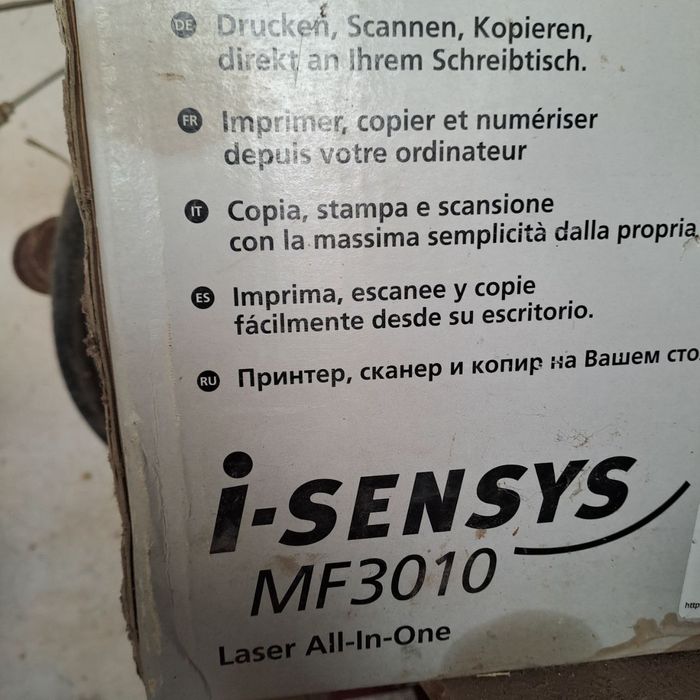 DE Drucken, Scannen, Kopieren,
direkt an Ihrem Schreibtisch.
FR Imprimer, copier et numériser
depuis votre ordinateur
IT Copia, stampa e scansione
con la massima semplicità dalla propria
ES Imprima, escanee y copie
fácilmente desde su escritorio.
RU Принтер, сканер и копир на Вашем сто
i-SENSYS
MF3010
Laser All-In-One
http